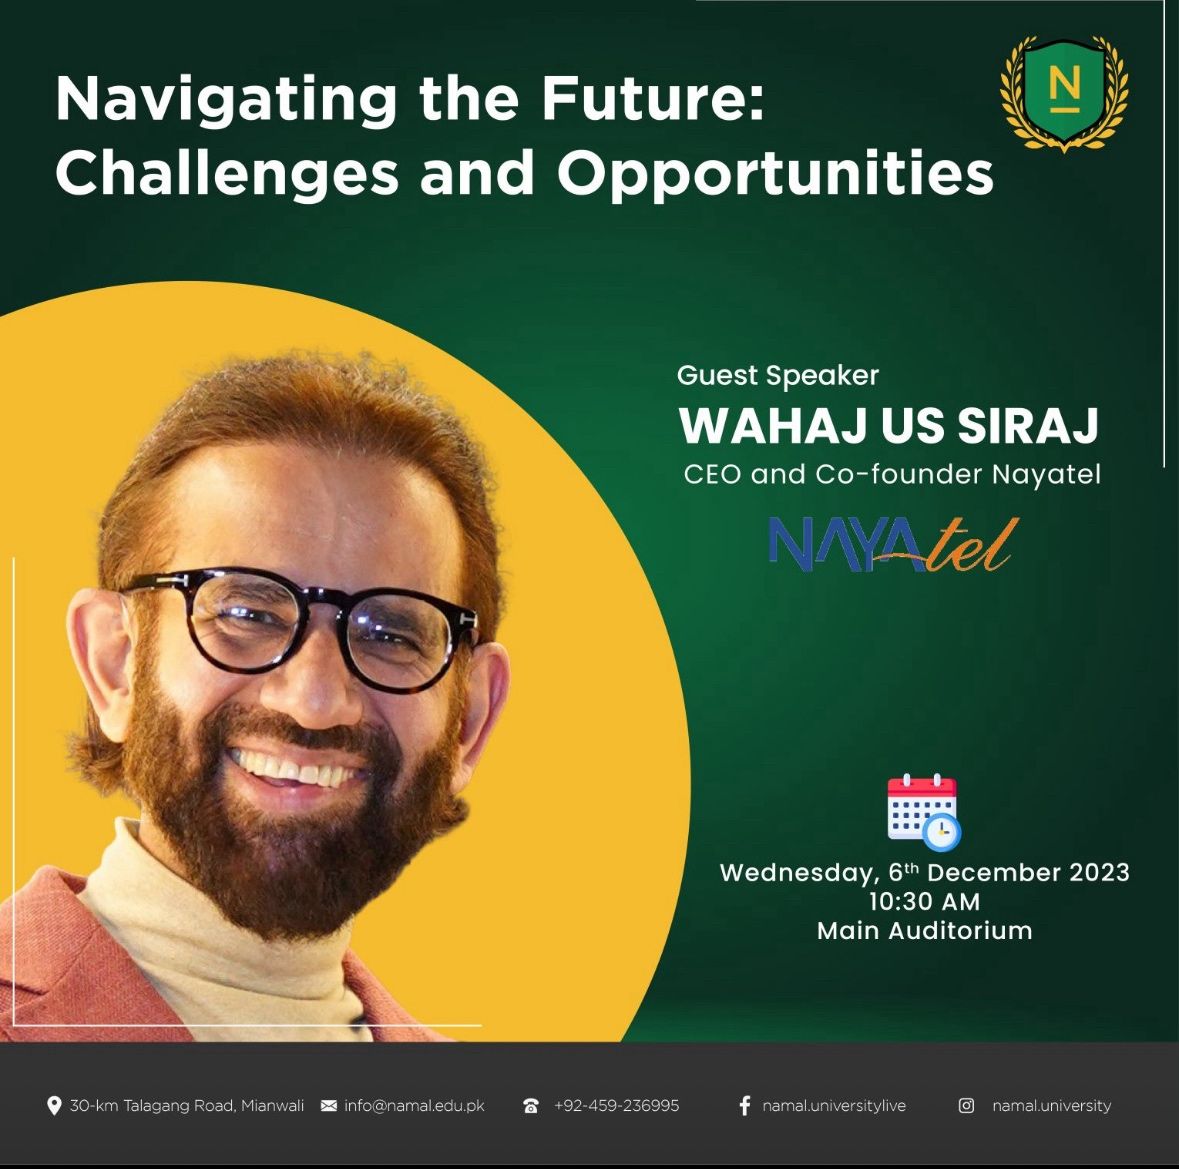 Navigating the Future:
Challenges and Opportunities
N
Guest Speaker
WAHAJ US SIRAJ
CEO and Co-founder Nayatel
NAYAtel
Wednesday, 6th December 2023
10:30 AM
Main Auditorium
30-km Talagang Road, Mianwali info@namal.edu.pk +92-459-236995 namal.universitylive namal.university